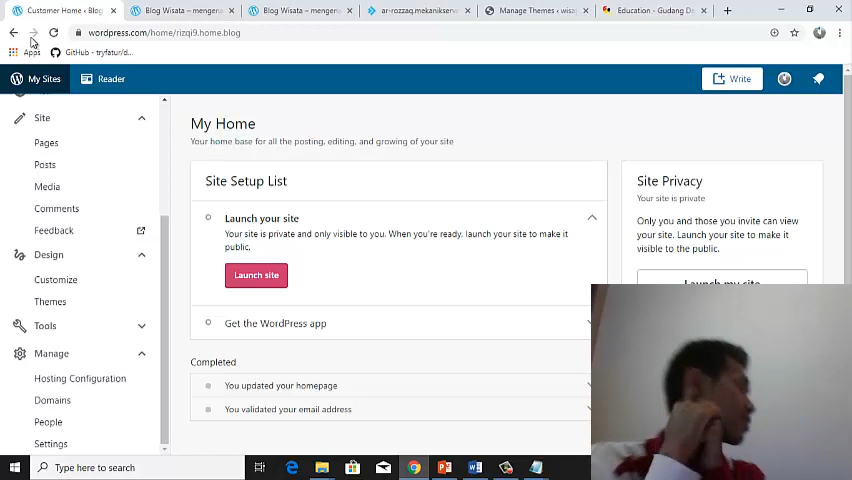 Customer Home ‹ Blog
Blog Wisata – mengena
Blog Wisata – mengena
ar-rozzaq.mekanikserv
Manage Themes ‹ wisa
Education - Gudang De
wordpress.com/home/rizqi9.home.blog
Apps
GitHub - tryfatur/d...
My Sites
Reader
Write
Site
Pages
Posts
Media
Comments
Feedback
Design
Customize
Themes
Tools
Manage
Hosting Configuration
Domains
People
Settings
My Home
Your home base for all the posting, editing, and growing of your site
Site Setup List
Launch your site
Your site is private and only visible to you. When you're ready, launch your site to make it
public.
Launch site
Get the WordPress app
Completed
You updated your homepage
You validated your email address
Site Privacy
Your site is private
Only you and those you invite can view
your site. Launch your site to make it
visible to the public.
Launch my site
Type here to search